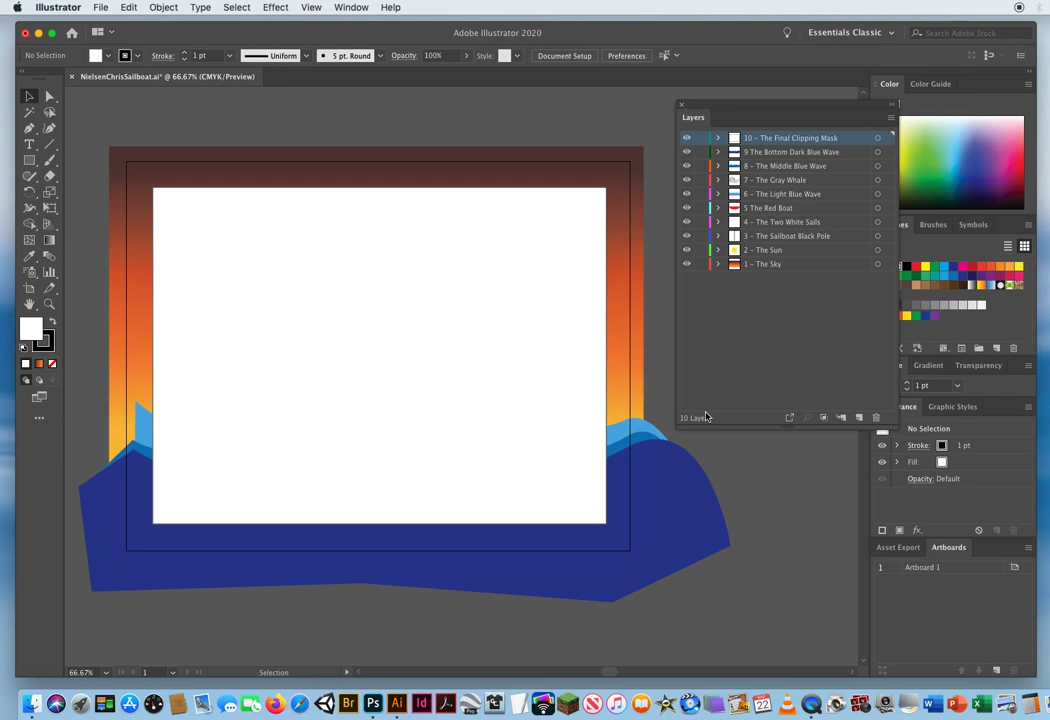 Illustrator File Edit Object Type Select Effect View Window Help
Adobe Illustrator 2020
Essentials Classic
Search Adobe Stock
No Selection Stroke: 1 pt Uniform 5 pt. Round Opacity: 100% Style: Document Setup Preferences
× NielsenChrisSailboat.ai* @ 66.67% (CMYK/Preview)
Color Color Guide
Layers
10 - The Final Clipping Mask
9 The Bottom Dark Blue Wave
8 - The Middle Blue Wave
7 - The Gray Whale
6 - The Light Blue Wave
5 The Red Boat
4 - The Two White Sails
3 - The Sailboat Black Pole
2 - The Sun
1 - The Sky
Brushes Symbols
Gradient Transparency
1 pt
10 Layers
Graphic Styles
No Selection
Stroke: 1 pt
Fill:
Opacity: Default
fx
Asset Export Artboards
1 Artboard 1
66.67% 1 Selection
T
Br Ps Ai Id
W P X